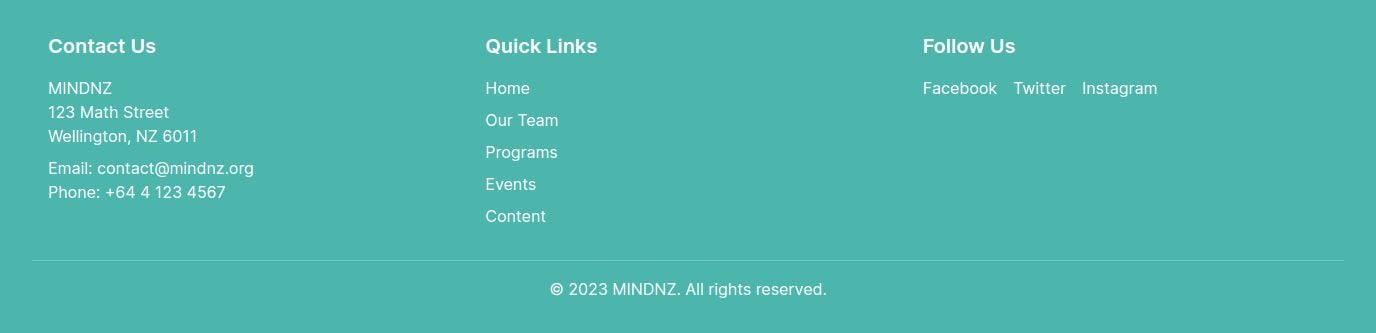 Contact Us
MINDNZ
123 Math Street
Wellington, NZ 6011
Email: contact@mindnz.org
Phone: +64 4 123 4567
Quick Links
Home
Our Team
Programs
Events
Content
Follow Us
Facebook Twitter Instagram
© 2023 MINDNZ. All rights reserved.